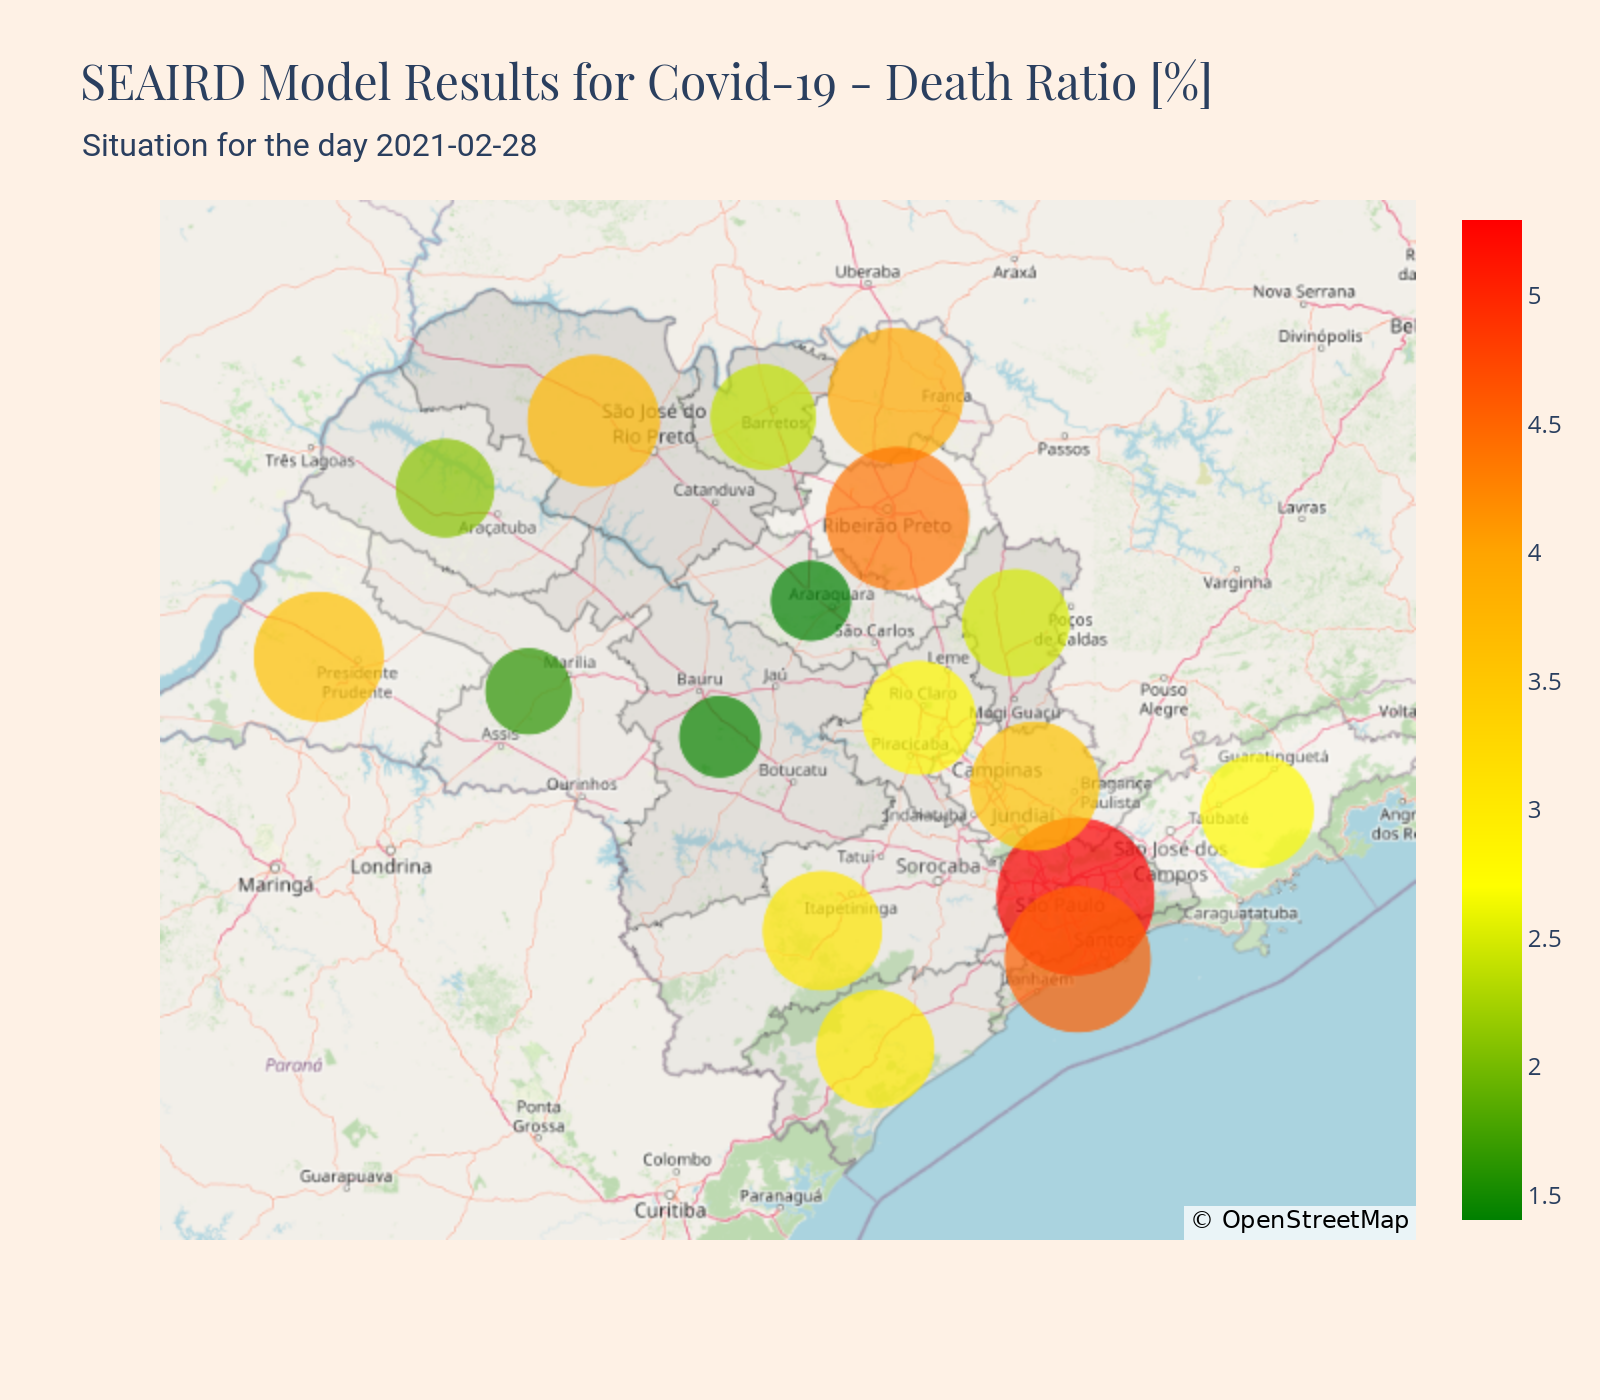 SEAIRD Model Results for Covid-19 - Death Ratio [%]
Situation for the day 2021-02-28
Uberaba
Araxá
Nova Serrana
Divinópolis
Franca
São José do
Rio Preto
Barretos
Passos
Três Lagoas
Catanduva
Araçatuba
Ribeirão Preto
Lavras
Varginha
Araraquara
São Carlos
Poços
de Caldas
Leme
Marília
Presidente
Prudente
Bauru
Jaú
Rio Claro
Pouso
Alegre
Mogi Guaçu
Volta
Assis
Piracicaba
Guaratinguetá
Ourinhos
Botucatu
Campinas
Bragança
Paulista
Indaiatuba
Jundiaí
Taubaté
Angr
dos Re
Londrina
Maringá
Tatuí
Sorocaba
São José dos
Campos
Itapetininga
São Paulo
Caraguatatuba
Santos
Itanhaém
Paraná
Ponta
Grossa
Guarapuava
Colombo
Curitiba
Paranaguá
© OpenStreetMap
5
4.5
4
3.5
3
2.5
2
1.5